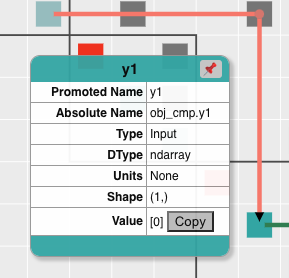 y1
Promoted Name y1
Absolute Name obj_cmp.y1
Type Input
DType ndarray
Units None
Shape (1,)
Value [0] Copy